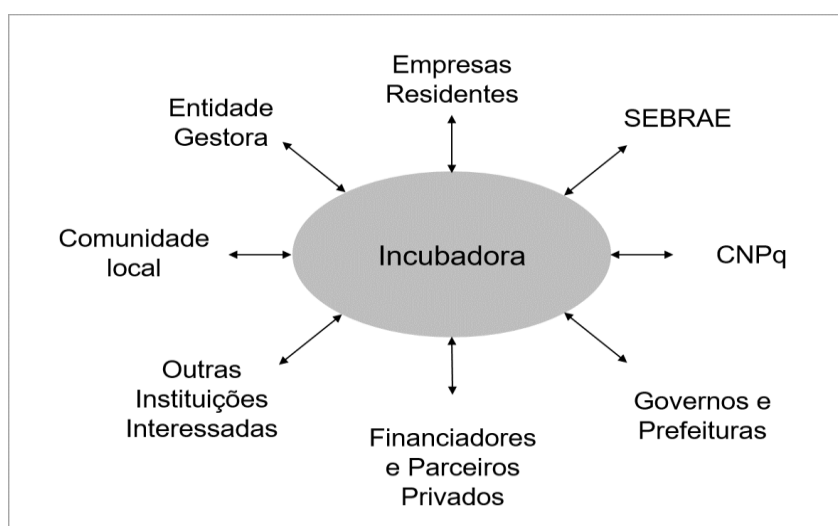 Empresas
Residentes
Entidade
Gestora
SEBRAE
Comunidade
local
Incubadora
CNPq
Outras
Instituições
Interessadas
Governos e
Prefeituras
Financiadores
e Parceiros
Privados